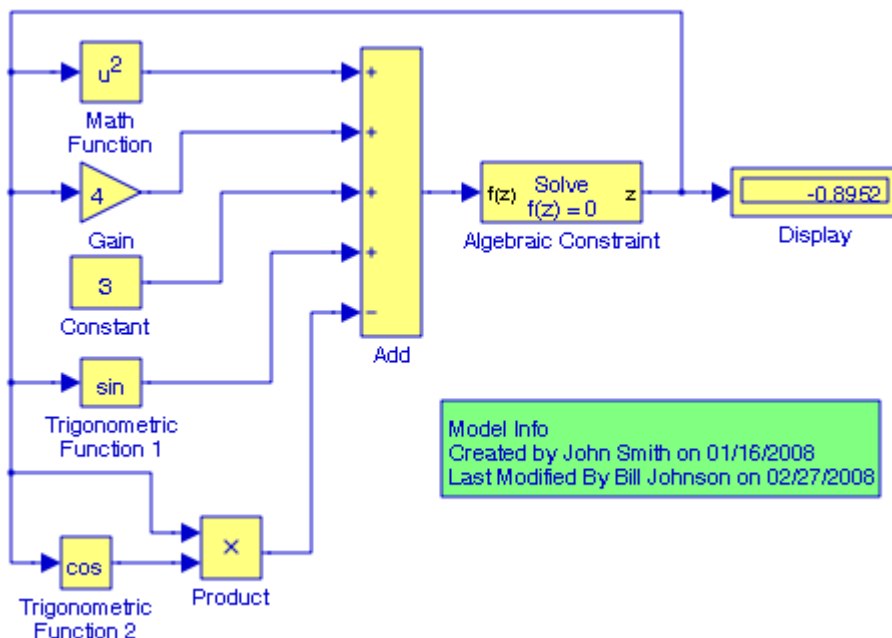 u2
Math
Function
+
4
Gain
+
3
Constant
+
sin
Trigonometric
Function 1
+
cos
Trigonometric
Function 2
×
Product
−
Add
f(z)
Solve
f(z) = 0
z
Algebraic Constraint
-0.8952
Display
Model Info
Created by John Smith on 01/16/2008
Last Modified By Bill Johnson on 02/27/2008